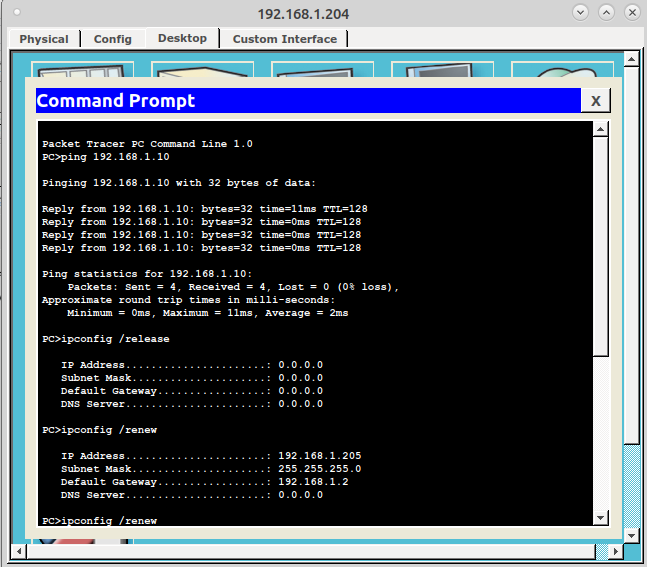 192.168.1.204
Physical Config Desktop Custom Interface
Command Prompt X
Packet Tracer PC Command Line 1.0
PC>ping 192.168.1.10
Pinging 192.168.1.10 with 32 bytes of data:
Reply from 192.168.1.10: bytes=32 time=11ms TTL=128
Reply from 192.168.1.10: bytes=32 time=0ms TTL=128
Reply from 192.168.1.10: bytes=32 time=0ms TTL=128
Reply from 192.168.1.10: bytes=32 time=0ms TTL=128
Ping statistics for 192.168.1.10:
Packets: Sent = 4, Received = 4, Lost = 0 (0% loss),
Approximate round trip times in milli-seconds:
Minimum = 0ms, Maximum = 11ms, Average = 2ms
PC>ipconfig /release
IP Address......................: 0.0.0.0
Subnet Mask.....................: 0.0.0.0
Default Gateway.................: 0.0.0.0
DNS Server......................: 0.0.0.0
PC>ipconfig /renew
IP Address......................: 192.168.1.205
Subnet Mask.....................: 255.255.255.0
Default Gateway.................: 192.168.1.2
DNS Server......................: 0.0.0.0
PC>ipconfig /renew